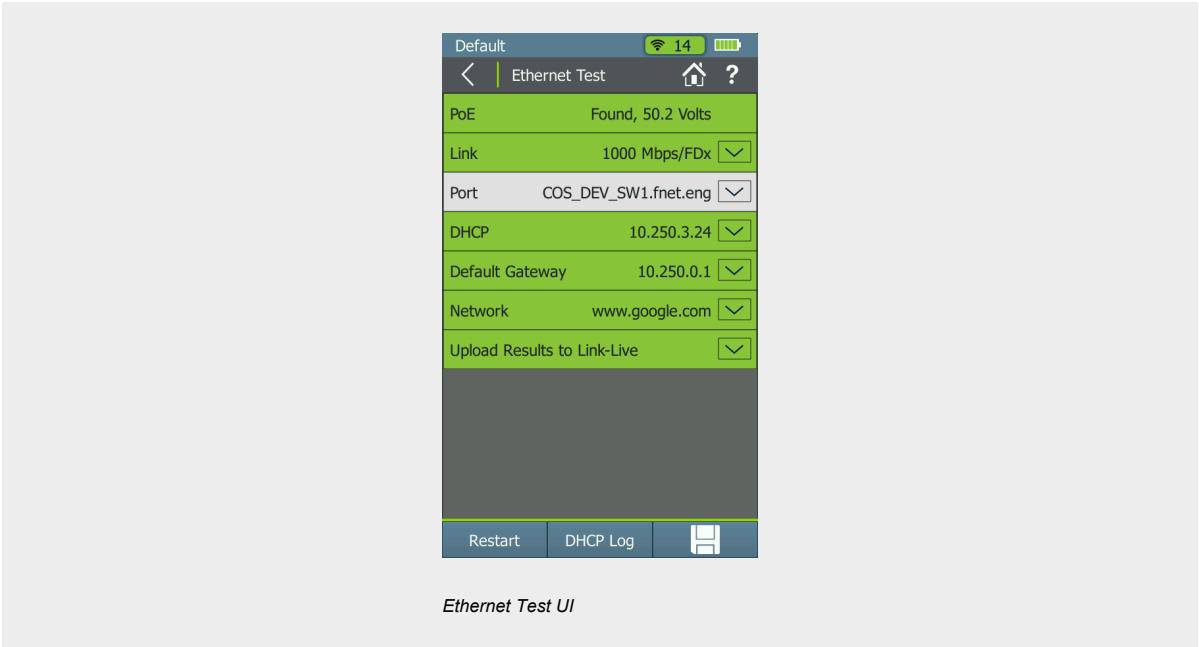 Default 14
Ethernet Test ?
PoE Found, 50.2 Volts
Link 1000 Mbps/FDx
Port COS_DEV_SW1.fnet.eng
DHCP 10.250.3.24
Default Gateway 10.250.0.1
Network www.google.com
Upload Results to Link-Live
Restart DHCP Log
Ethernet Test UI